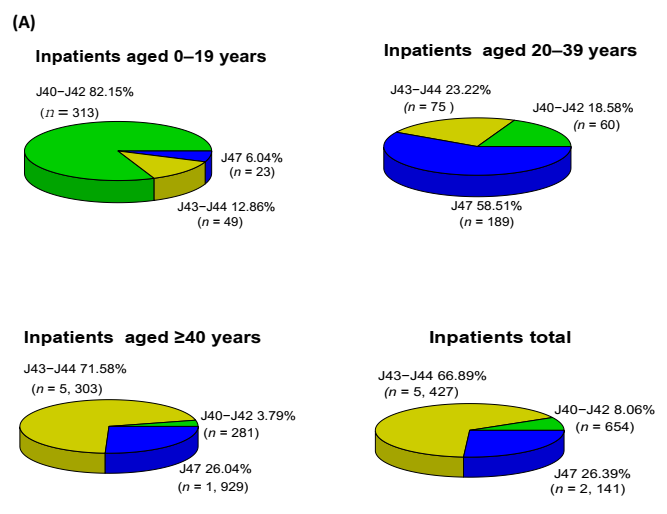 (A)
Inpatients aged 0–19 years
J40−J42 82.15%
(n = 313)
J47 6.04%
(n = 23)
J43−J44 12.86%
(n = 49)
Inpatients aged 20–39 years
J43−J44 23.22%
(n = 75 )
J40−J42 18.58%
(n = 60)
J47 58.51%
(n = 189)
Inpatients aged ≥40 years
J43−J44 71.58%
(n = 5, 303)
J40−J42 3.79%
(n = 281)
J47 26.04%
(n = 1, 929)
Inpatients total
J43−J44 66.89%
(n = 5, 427)
J40−J42 8.06%
(n = 654)
J47 26.39%
(n = 2, 141)